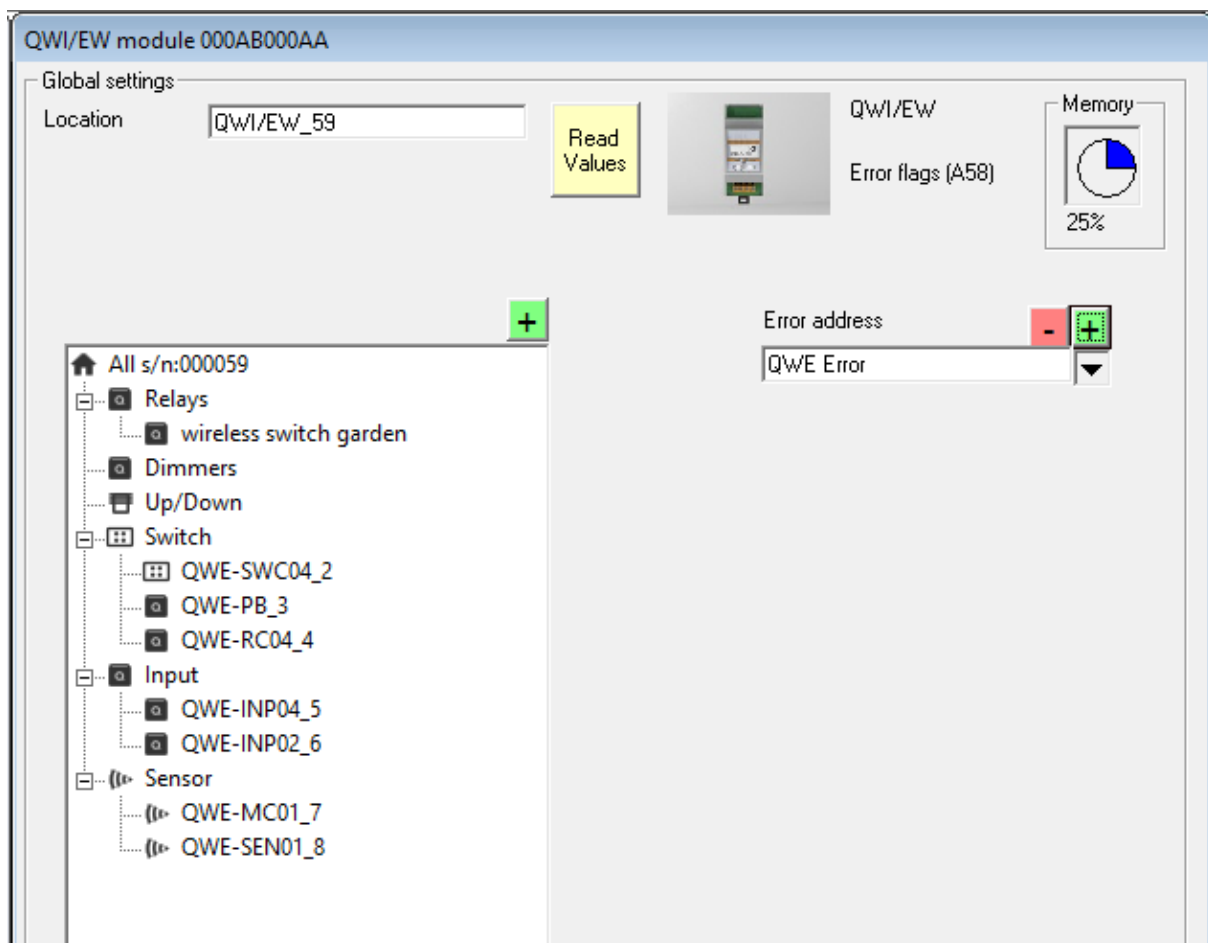 QWI/EW module 000AB000AA
Global settings
Location
QWI/EW_59
Read
Values
QWI/EW
Error flags (A58)
Memory
25%
+
Error address
-
+
QWE Error
All s/n:000059
Relays
wireless switch garden
Dimmers
Up/Down
Switch
QWE-SWC04_2
QWE-PB_3
QWE-RC04_4
Input
QWE-INP04_5
QWE-INP02_6
Sensor
QWE-MC01_7
QWE-SEN01_8